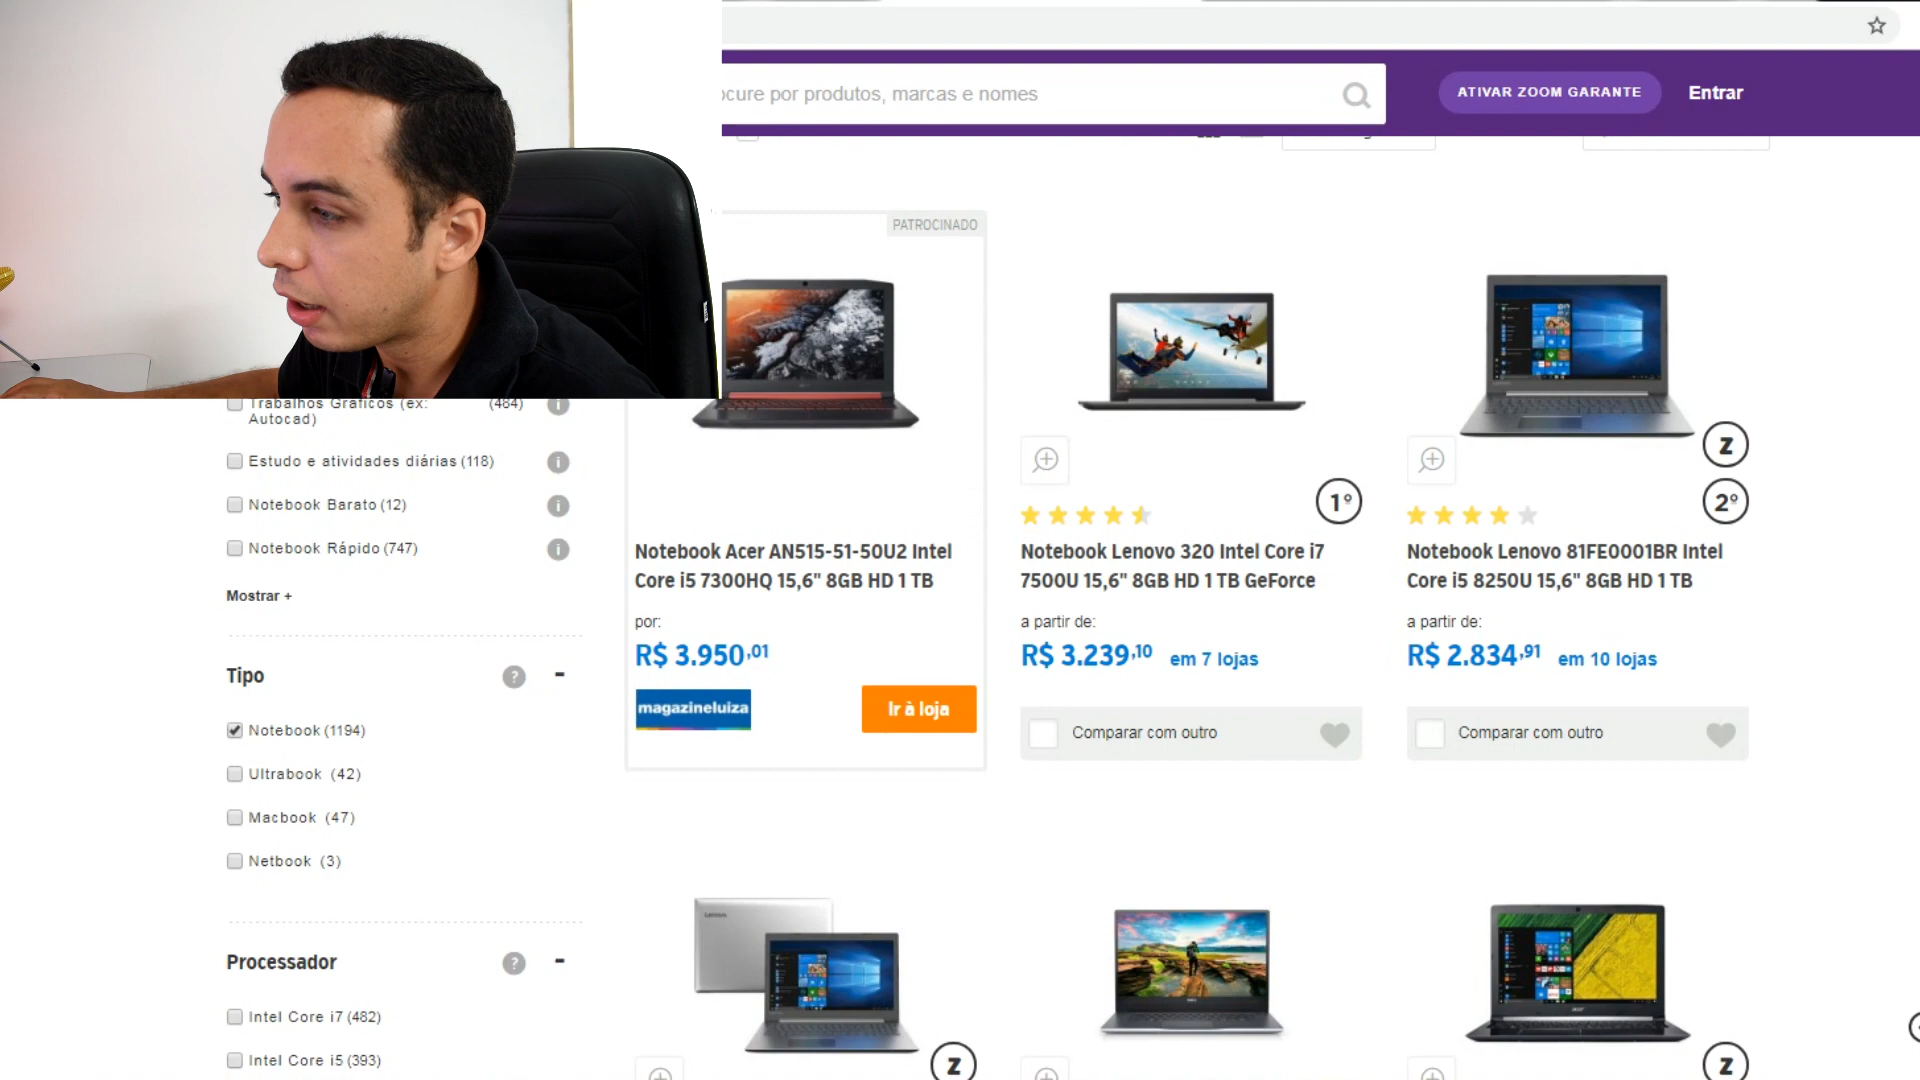 ocure por produtos, marcas e nomes
ATIVAR ZOOM GARANTE
Entrar
PATROCINADO
Trabalhos Gráficos (ex: (484)
Autocad)
Estudo e atividades diárias (118)
Notebook Barato (12)
Notebook Rápido (747)
Mostrar +
Tipo
Notebook (1194)
Ultrabook (42)
Macbook (47)
Netbook (3)
Processador
Intel Core i7 (482)
Intel Core i5 (393)
Notebook Acer AN515-51-50U2 Intel
Core i5 7300HQ 15,6" 8GB HD 1 TB
por:
R$ 3.950,01
magazineluiza
Ir à loja
1º
Notebook Lenovo 320 Intel Core i7
7500U 15,6" 8GB HD 1 TB GeForce
a partir de:
R$ 3.239,10 em 7 lojas
Comparar com outro
Z
2º
Notebook Lenovo 81FE0001BR Intel
Core i5 8250U 15,6" 8GB HD 1 TB
a partir de:
R$ 2.834,91 em 10 lojas
Comparar com outro
Lenovo
Z
Z